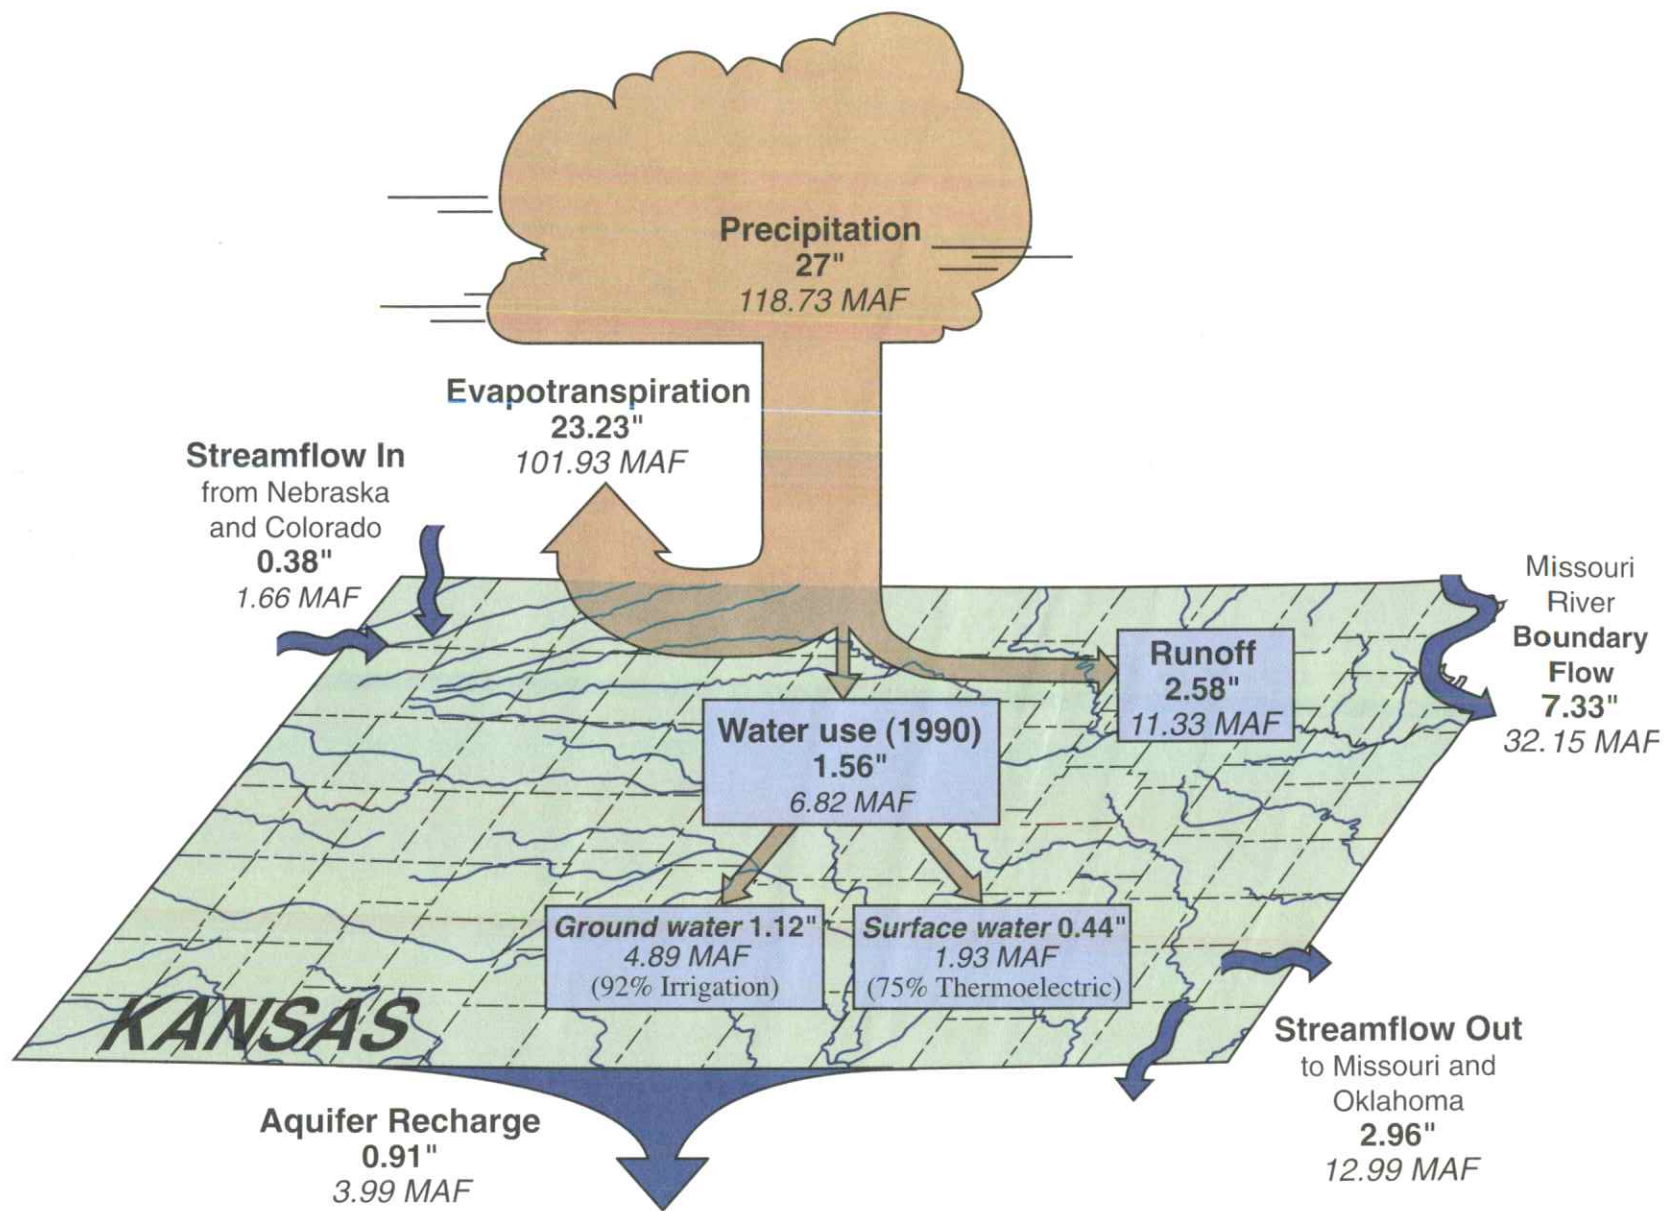 Precipitation
27"
118.73 MAF
Evapotranspiration
23.23"
101.93 MAF
Streamflow In
from Nebraska
and Colorado
0.38"
1.66 MAF
Missouri
River
Boundary
Flow
7.33"
32.15 MAF
Runoff
2.58"
11.33 MAF
Water use (1990)
1.56"
6.82 MAF
Ground water 1.12"
4.89 MAF
(92% Irrigation)
Surface water 0.44"
1.93 MAF
(75% Thermoelectric)
KANSAS
Streamflow Out
to Missouri and
Oklahoma
2.96"
12.99 MAF
Aquifer Recharge
0.91"
3.99 MAF